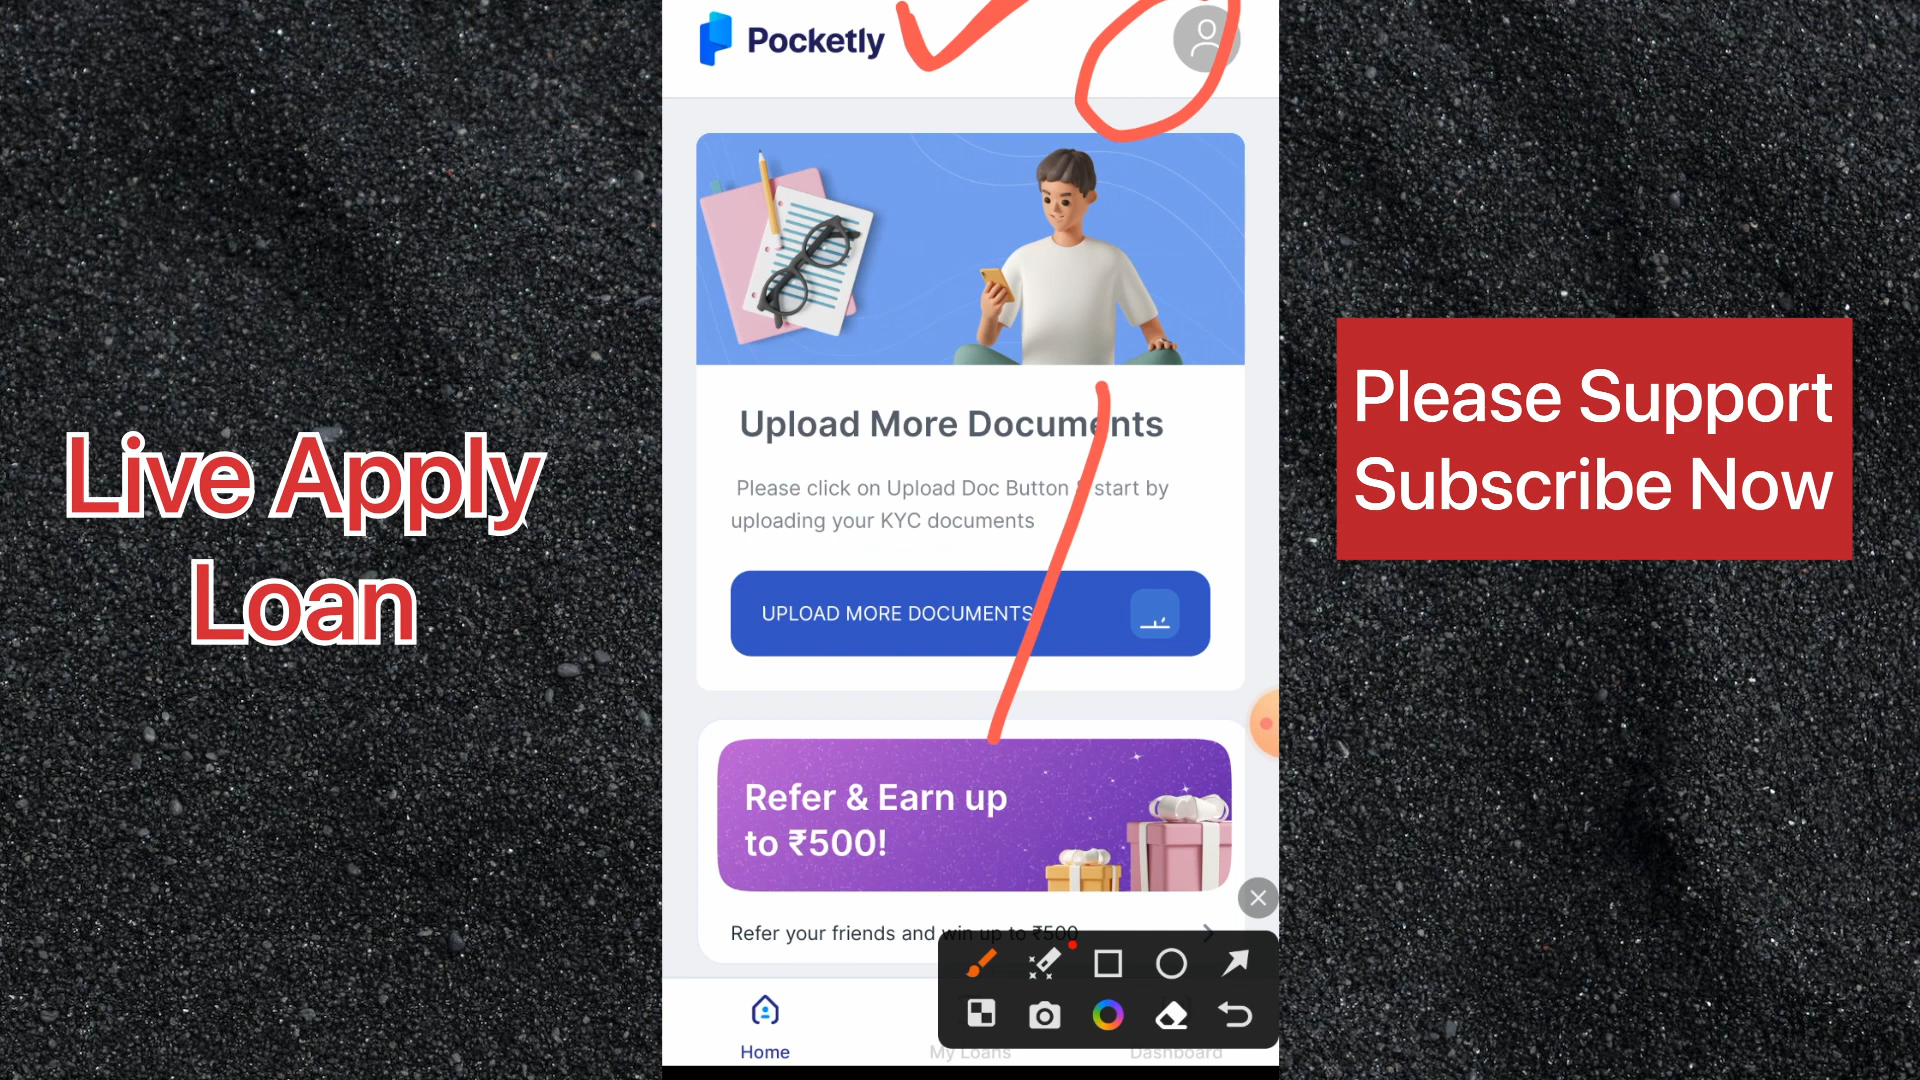 Pocketly
Upload More Documents
Please click on Upload Doc Button & start by
uploading your KYC documents
UPLOAD MORE DOCUMENTS
Refer & Earn up
to ₹500!
Refer your friends and win up to ₹500
Home
My Loans
Dashboard
Live Apply
Loan
Please Support
Subscribe Now